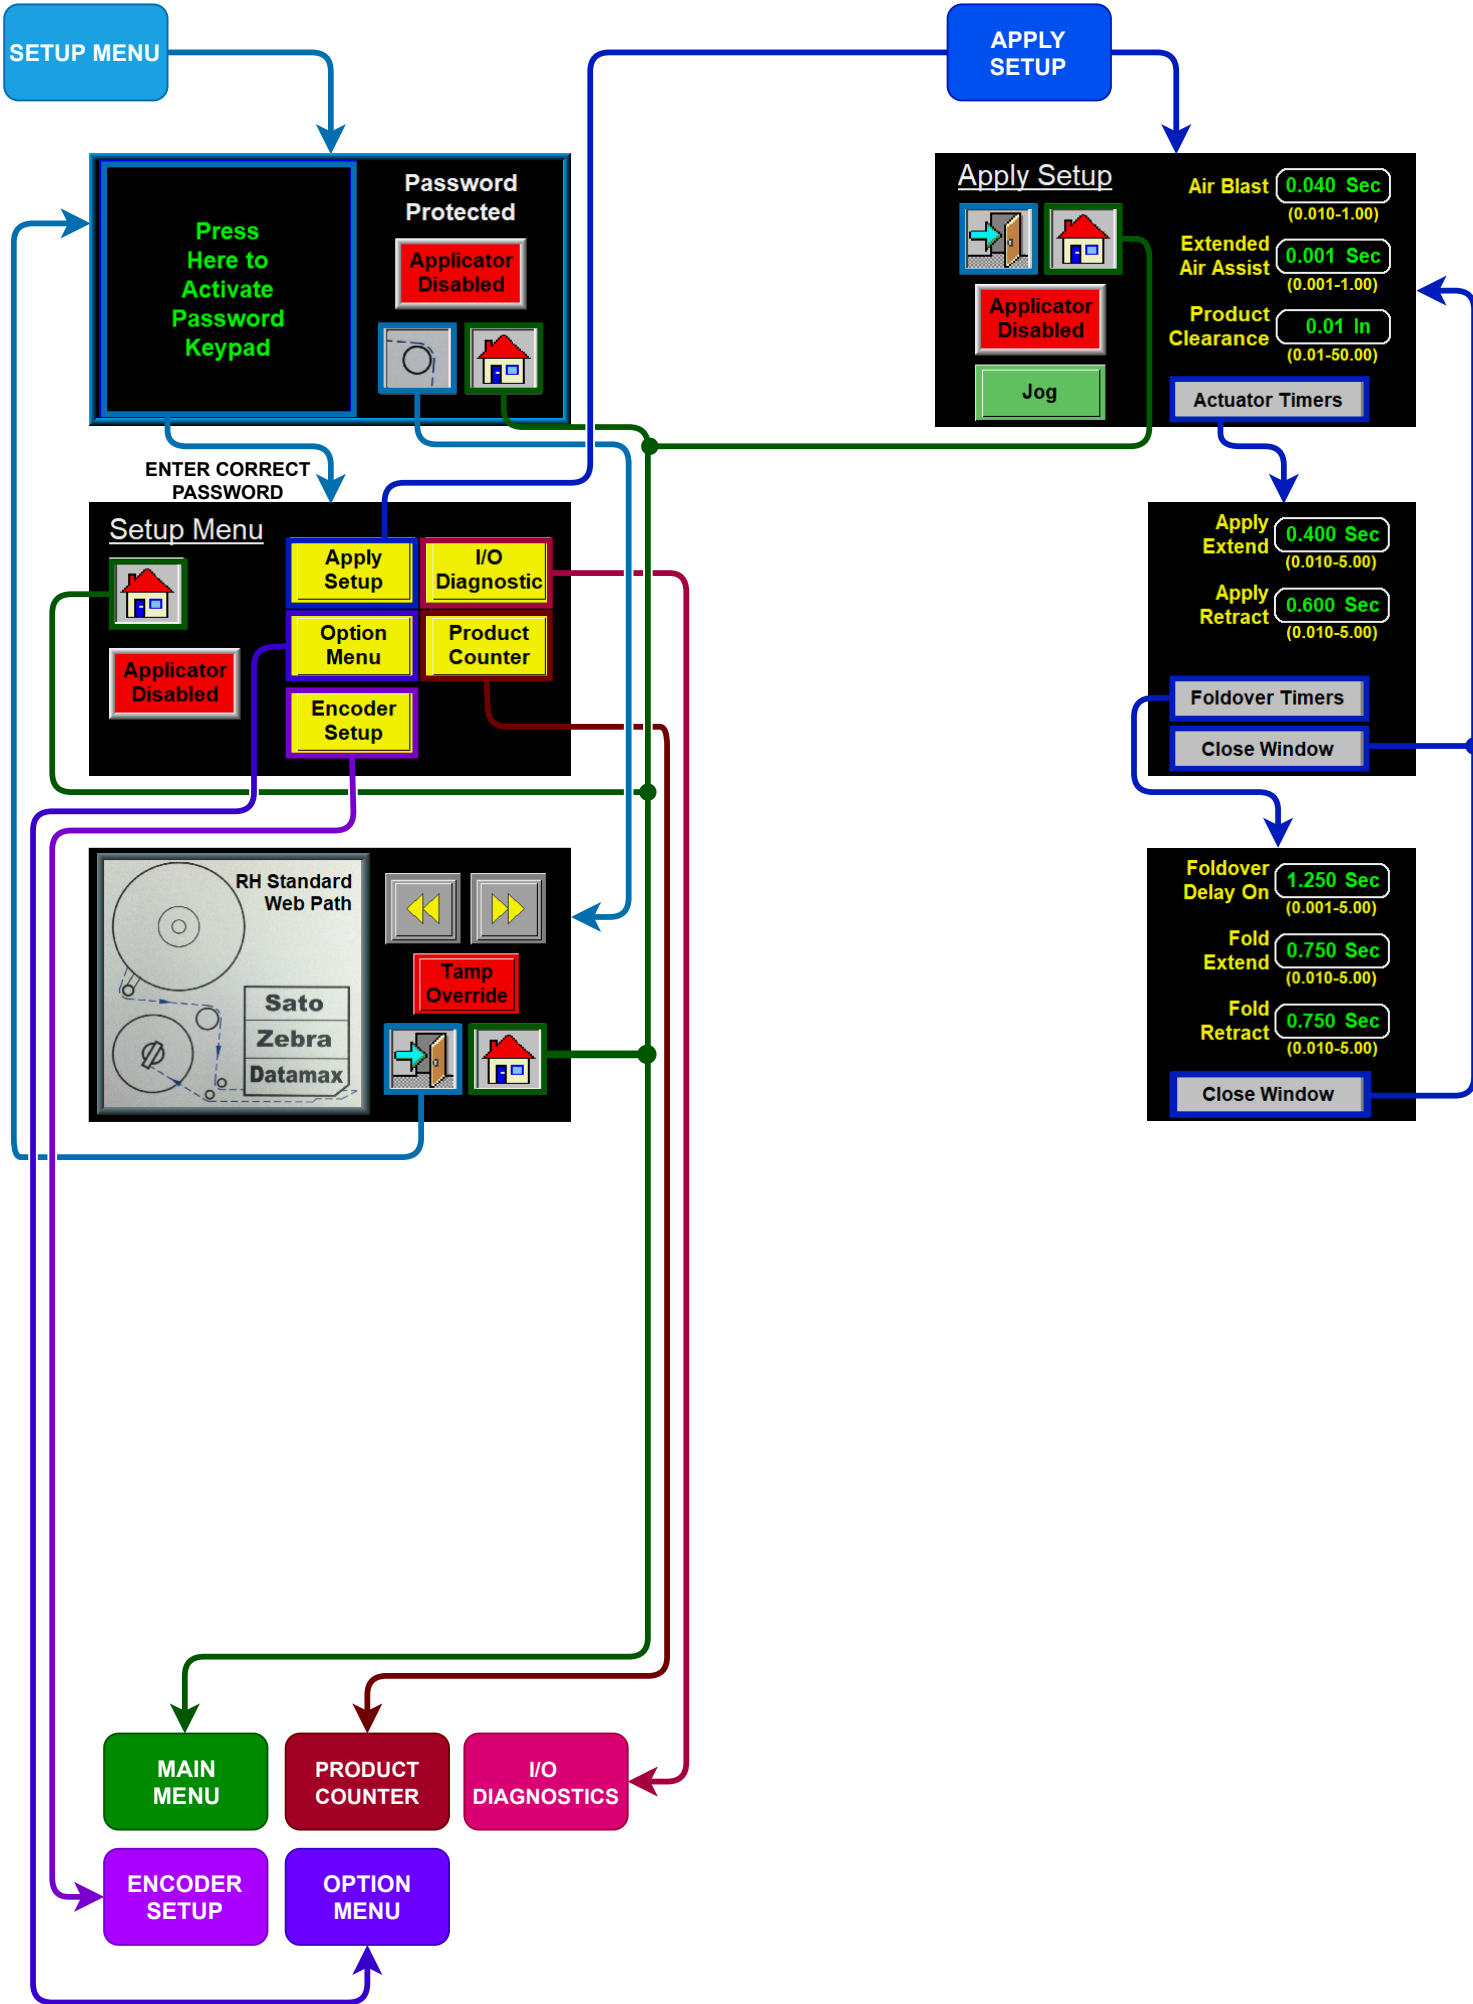 SETUP MENU
APPLY
SETUP
Press
Here to
Activate
Password
Keypad
Password
Protected
Applicator
Disabled
ENTER CORRECT
PASSWORD
Setup Menu
Applicator
Disabled
Apply
Setup
I/O
Diagnostic
Option
Menu
Product
Counter
Encoder
Setup
RH Standard
Web Path
Sato
Zebra
Datamax
Tamp
Override
Apply Setup
Applicator
Disabled
Jog
Air Blast 0.040 Sec
(0.010-1.00)
Extended
Air Assist 0.001 Sec
(0.001-1.00)
Product
Clearance 0.01 In
(0.01-50.00)
Actuator Timers
Apply
Extend 0.400 Sec
(0.010-5.00)
Apply
Retract 0.600 Sec
(0.010-5.00)
Foldover Timers
Close Window
Foldover
Delay On 1.250 Sec
(0.001-5.00)
Fold
Extend 0.750 Sec
(0.010-5.00)
Fold
Retract 0.750 Sec
(0.010-5.00)
Close Window
MAIN
MENU
PRODUCT
COUNTER
I/O
DIAGNOSTICS
ENCODER
SETUP
OPTION
MENU